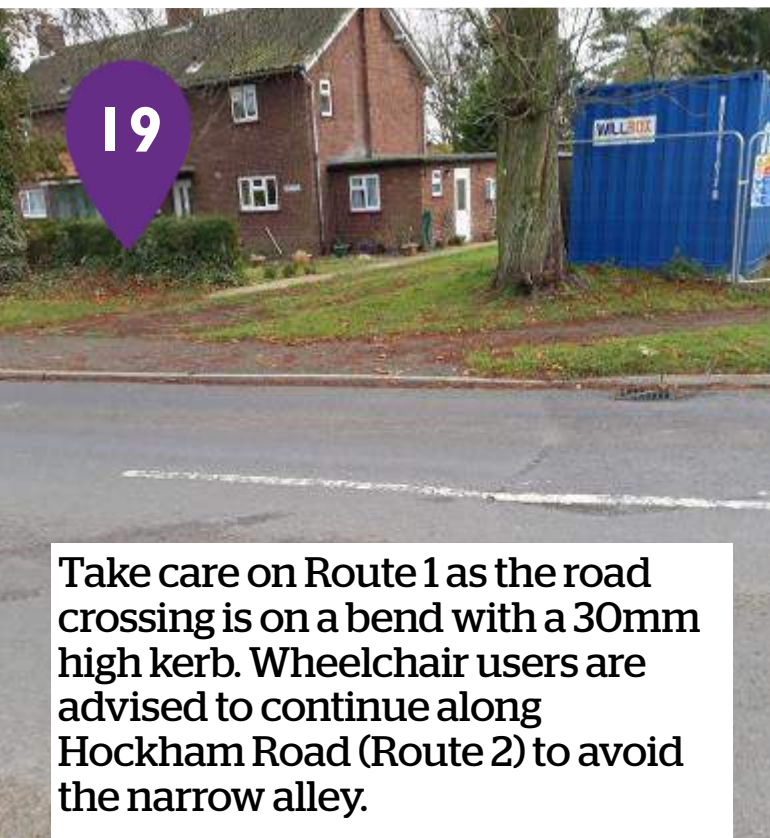 19
WILLBOX
Take care on Route 1 as the road
crossing is on a bend with a 30mm
high kerb. Wheelchair users are
advised to continue along
Hockham Road (Route 2) to avoid
the narrow alley.